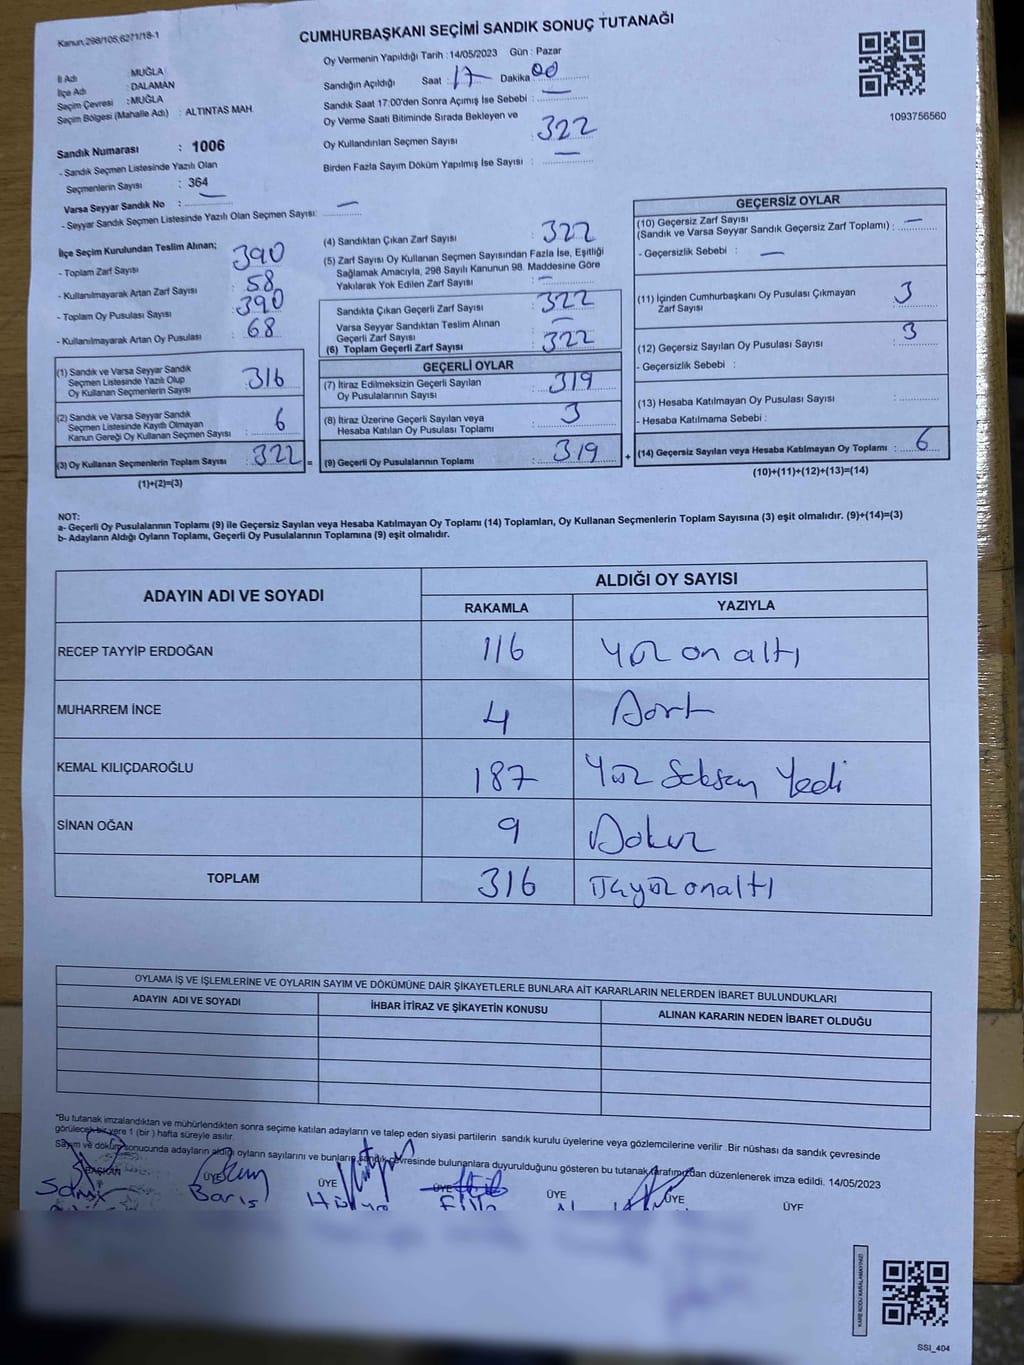 Kanun,298/105,6271/18-1
CUMHURBAŞKANI SEÇİMİ SANDIK SONUÇ TUTANAĞI
İl Adı : MUĞLA
İlçe Adı : DALAMAN
Seçim Çevresi : MUĞLA
Seçim Bölgesi (Mahalle Adı) : ALTINTAS MAH.
Sandık Numarası : 1006
- Sandık Seçmen Listesinde Yazılı Olan
Seçmenlerin Sayısı : 364
Varsa Seyyar Sandık No : —
- Seyyar Sandık Seçmen Listesinde Yazılı Olan Seçmen Sayısı: —
Oy Vermenin Yapıldığı Tarih : 14/05/2023 Gün : Pazar
Sandığın Açıldığı Saat : 17 Dakika 00
Sandık Saat 17:00'den Sonra Açımış İse Sebebi : —
Oy Verme Saati Bitiminde Sırada Bekleyen ve
Oy Kullandırılan Seçmen Sayısı : 322
Birden Fazla Sayım Döküm Yapılmış İse Sayısı : —
1093756560
İlçe Seçim Kurulundan Teslim Alınan;
- Toplam Zarf Sayısı : 390
- Kullanılmayarak Artan Zarf Sayısı : 58
- Toplam Oy Pusulası Sayısı : 390
- Kullanılmayarak Artan Oy Pusulası : 68
(1) Sandık ve Varsa Seyyar Sandık
Seçmen Listesinde Yazılı Olup
Oy Kullanan Seçmenlerin Sayısı : 316
(2) Sandık ve Varsa Seyyar Sandık
Seçmen Listesinde Kayıtlı Olmayan
Kanun Gereği Oy Kullanan Seçmen Sayısı : 6
(3) Oy Kullanan Seçmenlerin Toplam Sayısı : 322 =
(1)+(2)=(3)
(4) Sandıktan Çıkan Zarf Sayısı : 322
(5) Zarf Sayısı Oy Kullanan Seçmen Sayısından Fazla İse, Eşitliği
Sağlamak Amacıyla, 298 Sayılı Kanunun 98. Maddesine Göre
Yakılarak Yok Edilen Zarf Sayısı : —
Sandıkta Çıkan Geçerli Zarf Sayısı : 322
Varsa Seyyar Sandıktan Teslim Alınan
Geçerli Zarf Sayısı : —
(6) Toplam Geçerli Zarf Sayısı : 322
GEÇERLİ OYLAR
(7) İtiraz Edilmeksizin Geçerli Sayılan
Oy Pusulalarının Sayısı : 319
(8) İtiraz Üzerine Geçerli Sayılan veya
Hesaba Katılan Oy Pusulası Toplamı : 3
(9) Geçerli Oy Pusulalarının Toplamı : 319 +
GEÇERSİZ OYLAR
(10) Geçersiz Zarf Sayısı
(Sandık ve Varsa Seyyar Sandık Geçersiz Zarf Toplamı) : —
- Geçersizlik Sebebi : —
(11) İçinden Cumhurbaşkanı Oy Pusulası Çıkmayan
Zarf Sayısı : 3
(12) Geçersiz Sayılan Oy Pusulası Sayısı : 3
- Geçersizlik Sebebi :
(13) Hesaba Katılmayan Oy Pusulası Sayısı :
- Hesaba Katılmama Sebebi :
(14) Geçersiz Sayılan veya Hesaba Katılmayan Oy Toplamı : 6
(10)+(11)+(12)+(13)=(14)
NOT:
a- Geçerli Oy Pusulalarının Toplamı (9) ile Geçersiz Sayılan veya Hesaba Katılmayan Oy Toplamı (14) Toplamları, Oy Kullanan Seçmenlerin Toplam Sayısına (3) eşit olmalıdır. (9)+(14)=(3)
b- Adayların Aldığı Oyların Toplamı, Geçerli Oy Pusulalarının Toplamına (9) eşit olmalıdır.
ADAYIN ADI VE SOYADI ALDIĞI OY SAYISI
RAKAMLA YAZIYLA
RECEP TAYYİP ERDOĞAN 116 Yüz on altı
MUHARREM İNCE 4 Dört
KEMAL KILIÇDAROĞLU 187 Yüz Seksen Yedi
SİNAN OĞAN 9 Dokuz
TOPLAM 316 üçyüz onaltı
OYLAMA İŞ VE İŞLEMLERİNE VE OYLARIN SAYIM VE DÖKÜMÜNE DAİR ŞİKAYETLERLE BUNLARA AİT KARARLARIN NELERDEN İBARET BULUNDUKLARI
ADAYIN ADI VE SOYADI İHBAR İTİRAZ VE ŞİKAYETİN KONUSU ALINAN KARARIN NEDEN İBARET OLDUĞU
*Bu tutanak imzalandıktan ve mühürlendikten sonra seçime katılan adayların ve talep eden siyasi partilerin sandık kurulu üyelerine veya gözlemcilerine verilir. Bir nüshası da sandık çevresinde
görülecek bir yere 1 (bir ) hafta süreyle asılır.
Sayım ve döküm sonucunda adayların aldığı oyların sayılarını ve bunların sandık çevresinde bulunanlara duyurulduğunu gösteren bu tutanak tarafımızdan düzenlenerek imza edildi. 14/05/2023
BAŞKAN ÜYE ÜYE ÜYE ÜYE ÜYE ÜYE
Barış Hülya
KARE KODU KARALAMAYINIZ!
SSI_404